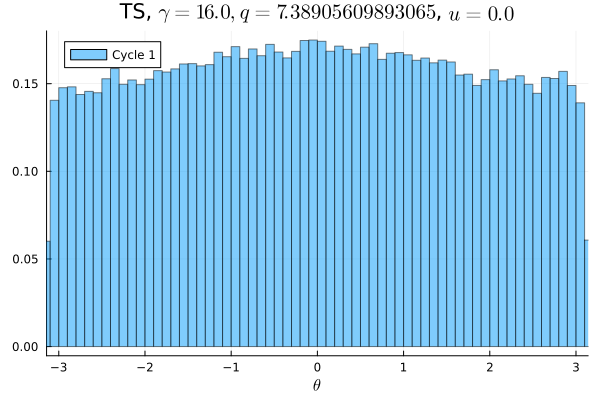 TS, γ = 16.0, q = 7.38905609893065, u = 0.0
Cycle 1
0.15
0.10
0.05
0.00
−3 −2 −1 0 1 2 3
θ